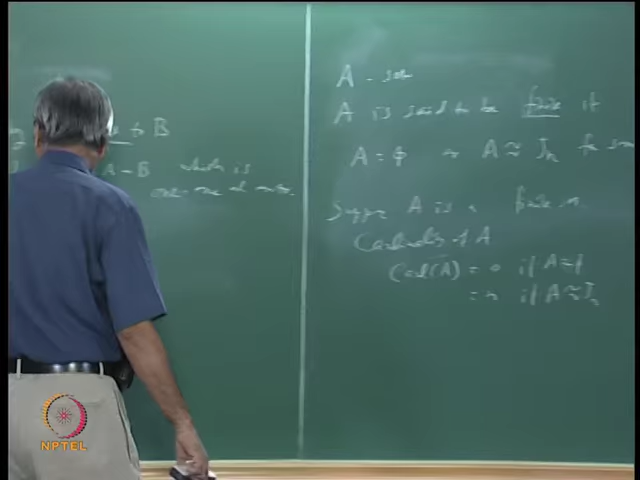 to B
A - B which is
one-one and onto
A - set
A is said to be finite if
A = ϕ or A ≈ Jₙ for some
Suppose A is a finite
Cardinality of A
Card(A) = 0 if A = ϕ
= n if A ≈ Jₙ
NPTEL